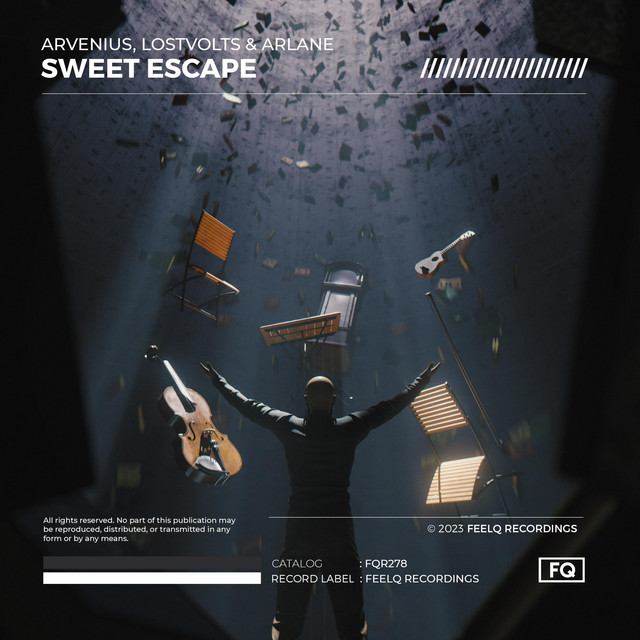 ARVENIUS, LOSTVOLTS & ARLANE
SWEET ESCAPE
All rights reserved. No part of this publication may
be reproduced, distributed, or transmitted in any
form or by any means.
© 2023 FEELQ RECORDINGS
CATALOG : FQR278
RECORD LABEL : FEELQ RECORDINGS
FQ